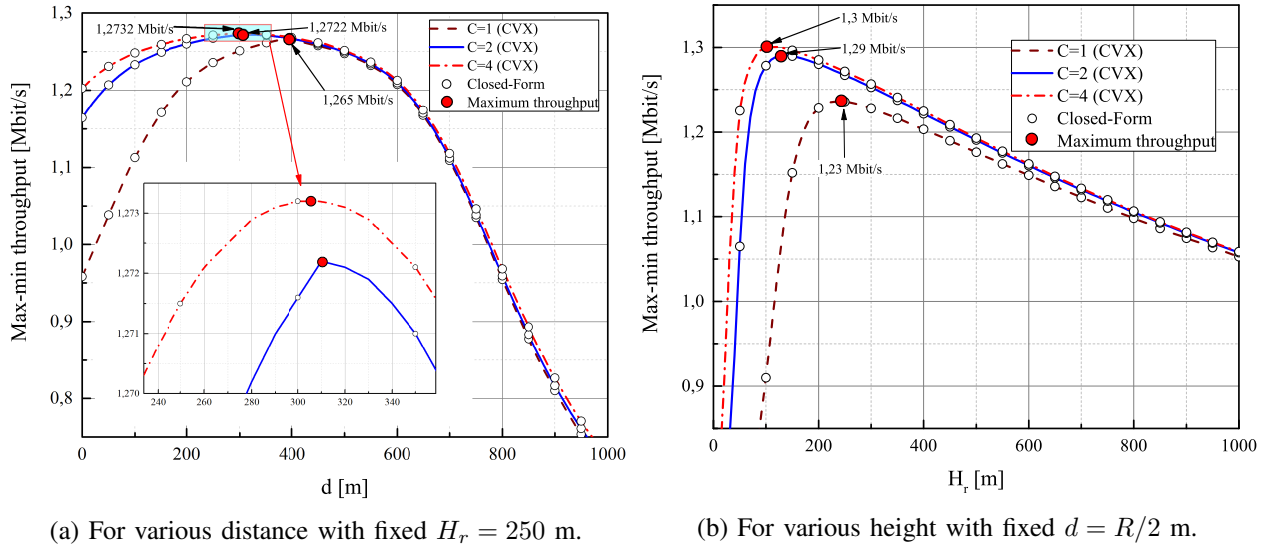 1,2732 Mbit/s
1,2722 Mbit/s
1,265 Mbit/s
C=1 (CVX)
C=2 (CVX)
C=4 (CVX)
Closed-Form
Maximum throughput
Max-min throughput [Mbit/s]
1,3
1,2
1,1
1,0
0,9
0,8
1,273
1,272
1,271
1,270
240 260 280 300 320 340
0 200 400 600 800 1000
d [m]
(a) For various distance with fixed H_r = 250 m.
1,3 Mbit/s
1,29 Mbit/s
1,23 Mbit/s
C=1 (CVX)
C=2 (CVX)
C=4 (CVX)
Closed-Form
Maximum throughput
Max-min throughput [Mbit/s]
1,3
1,2
1,1
1,0
0,9
0 200 400 600 800 1000
H_r [m]
(b) For various height with fixed d = R/2 m.